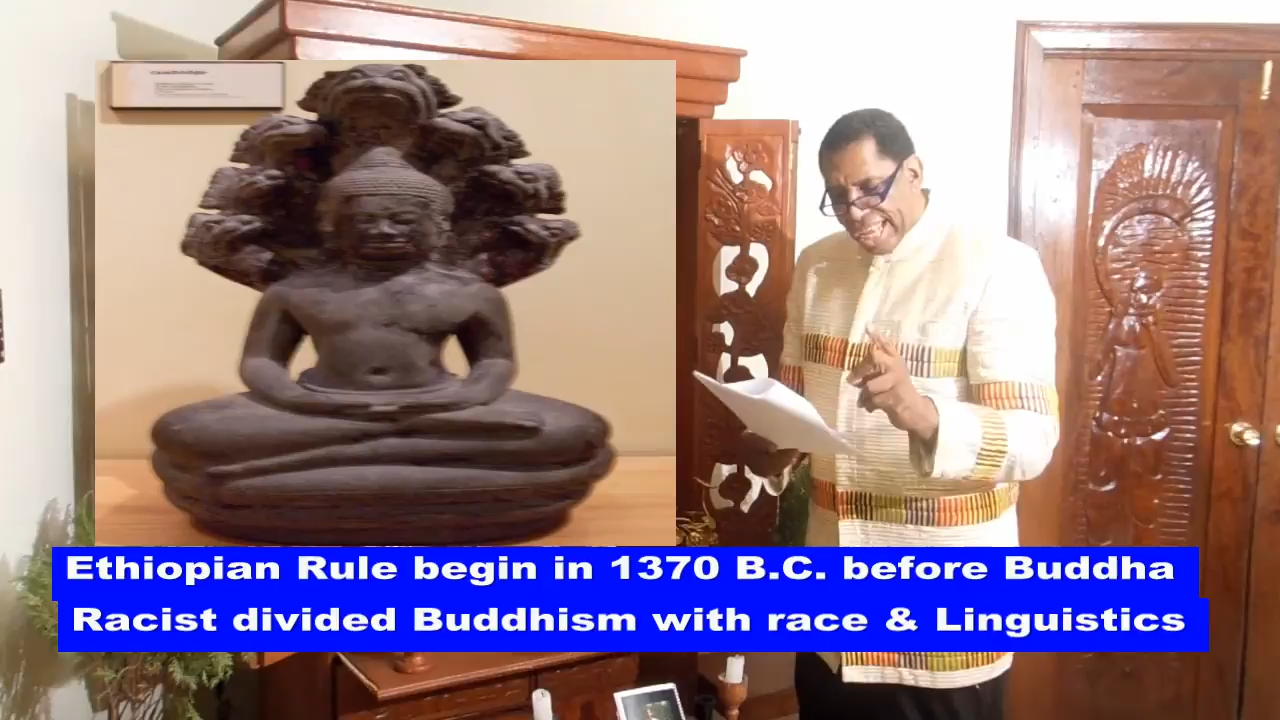 Ethiopian Rule begin in 1370 B.C. before Buddha
Racist divided Buddhism with race & Linguistics